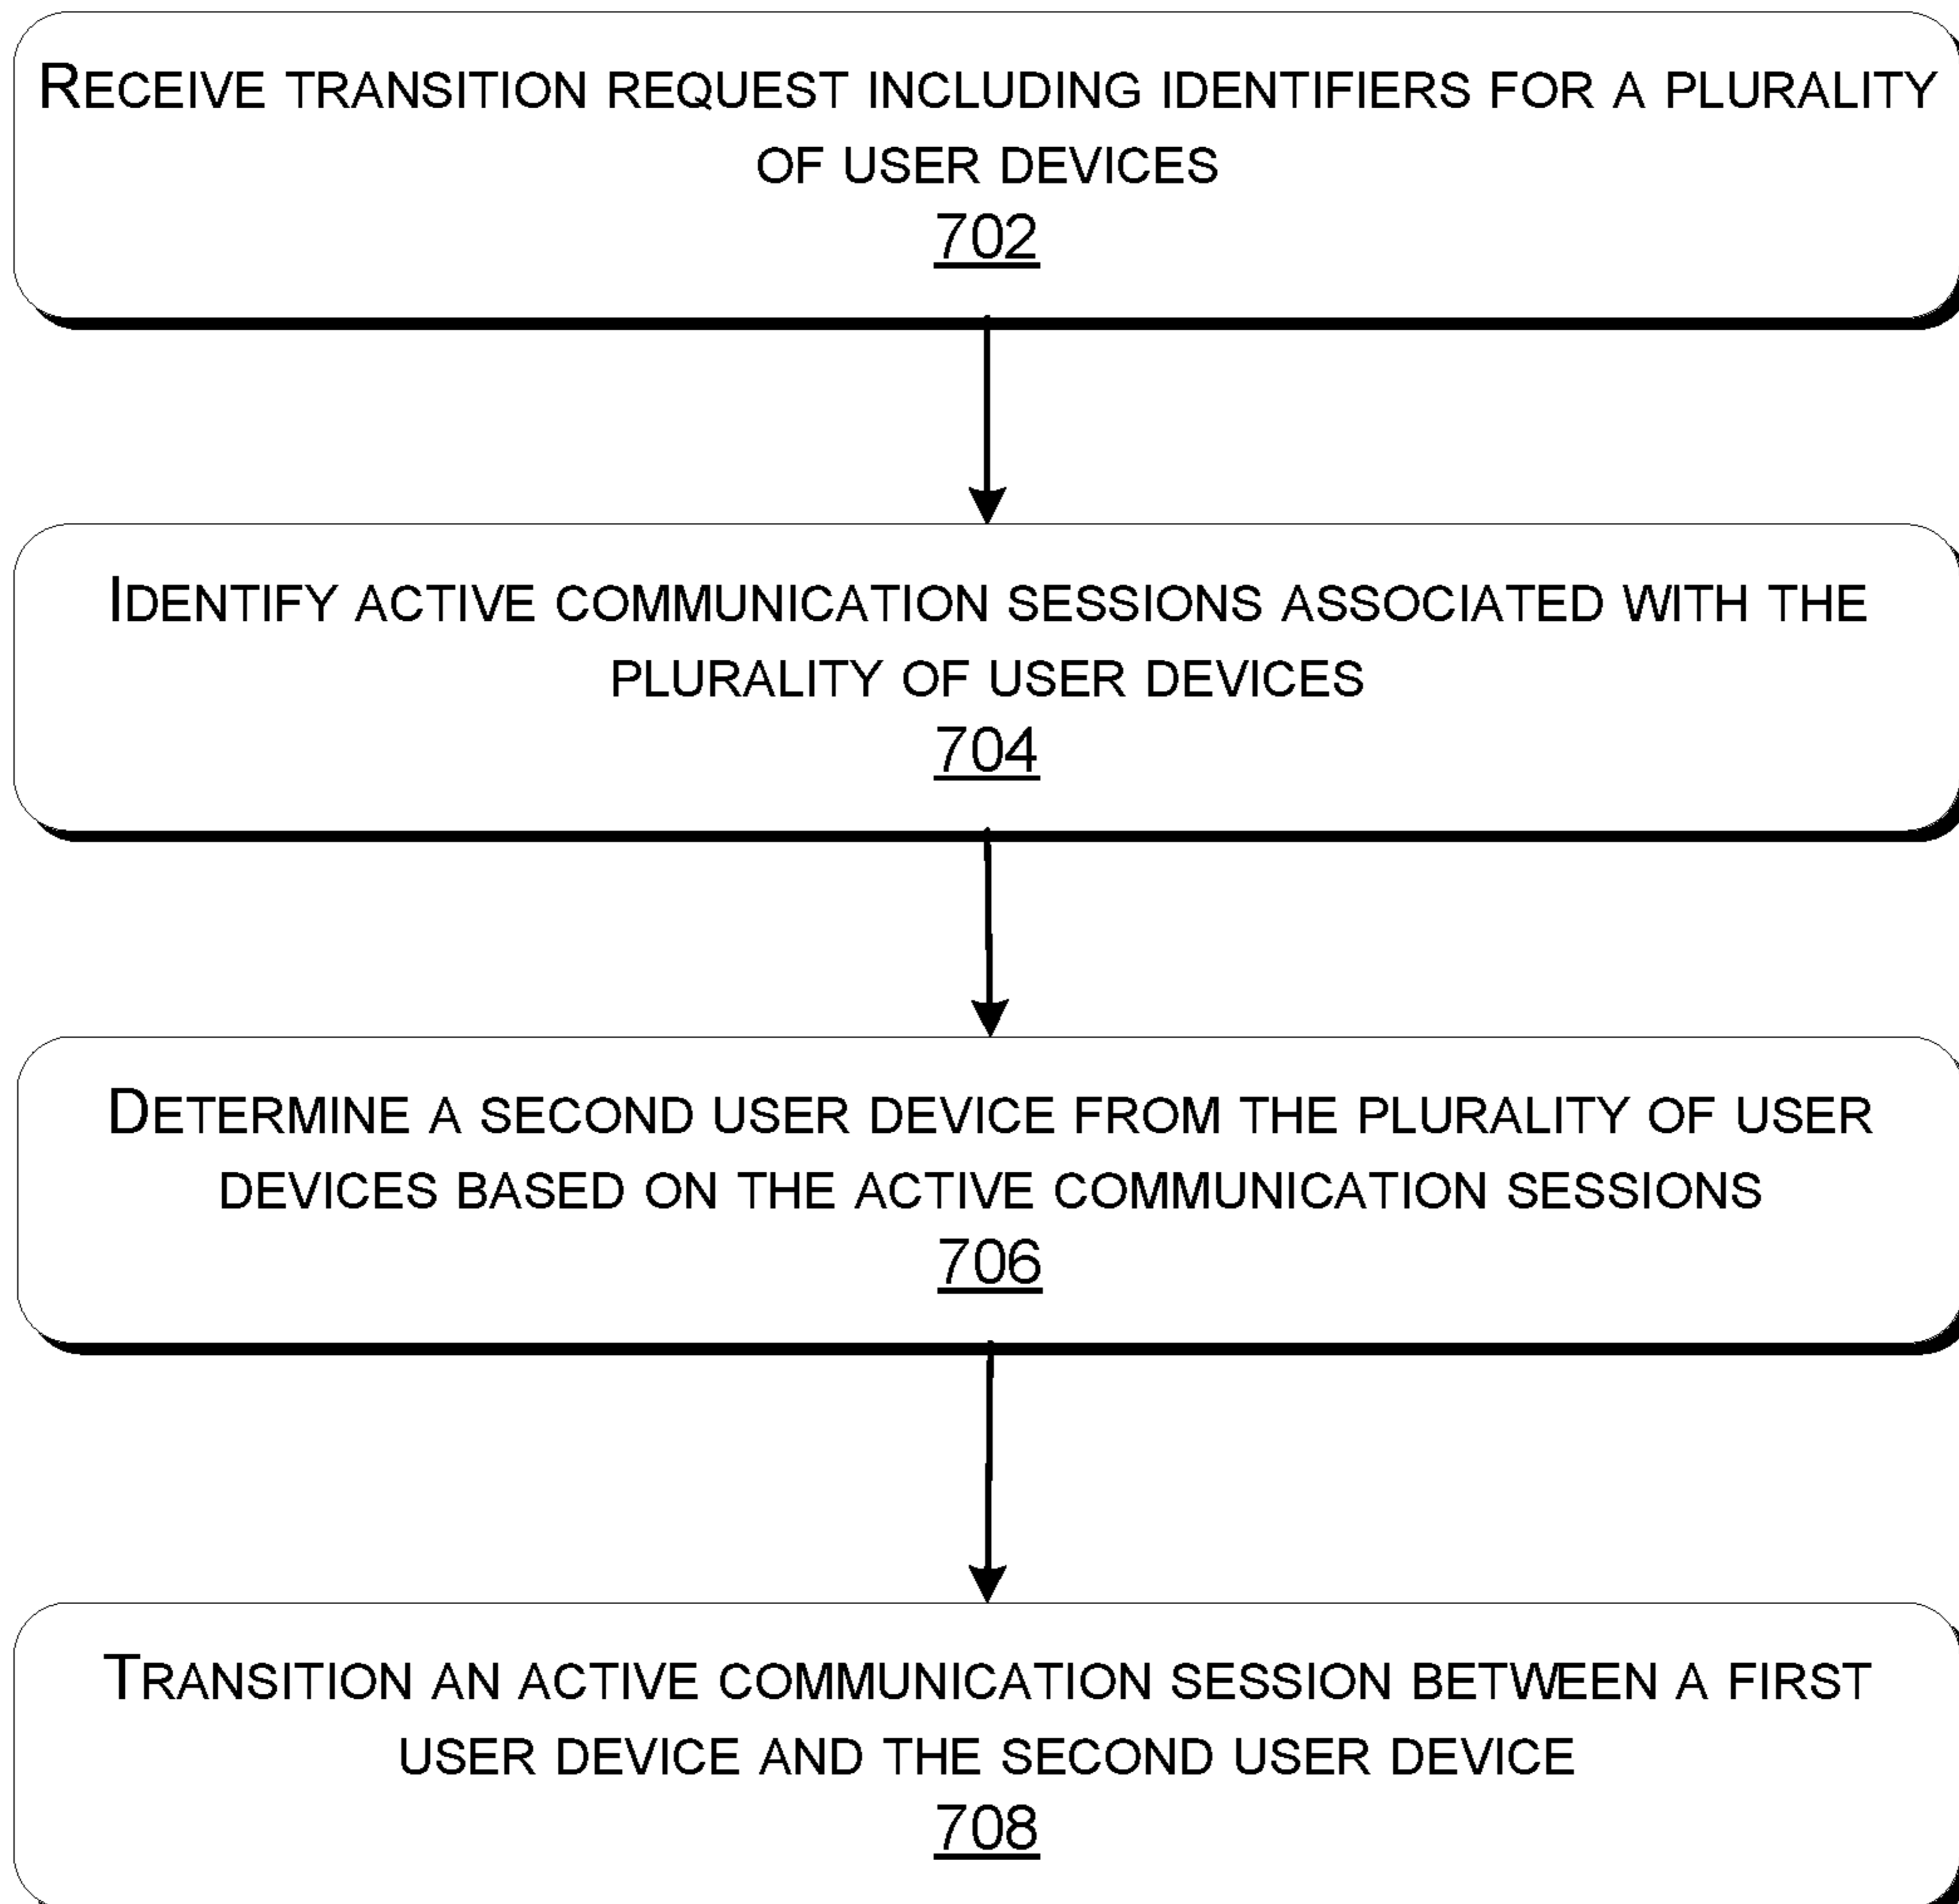 RECEIVE TRANSITION REQUEST INCLUDING IDENTIFIERS FOR A PLURALITY
OF USER DEVICES
702
IDENTIFY ACTIVE COMMUNICATION SESSIONS ASSOCIATED WITH THE
PLURALITY OF USER DEVICES
704
DETERMINE A SECOND USER DEVICE FROM THE PLURALITY OF USER
DEVICES BASED ON THE ACTIVE COMMUNICATION SESSIONS
706
TRANSITION AN ACTIVE COMMUNICATION SESSION BETWEEN A FIRST
USER DEVICE AND THE SECOND USER DEVICE
708